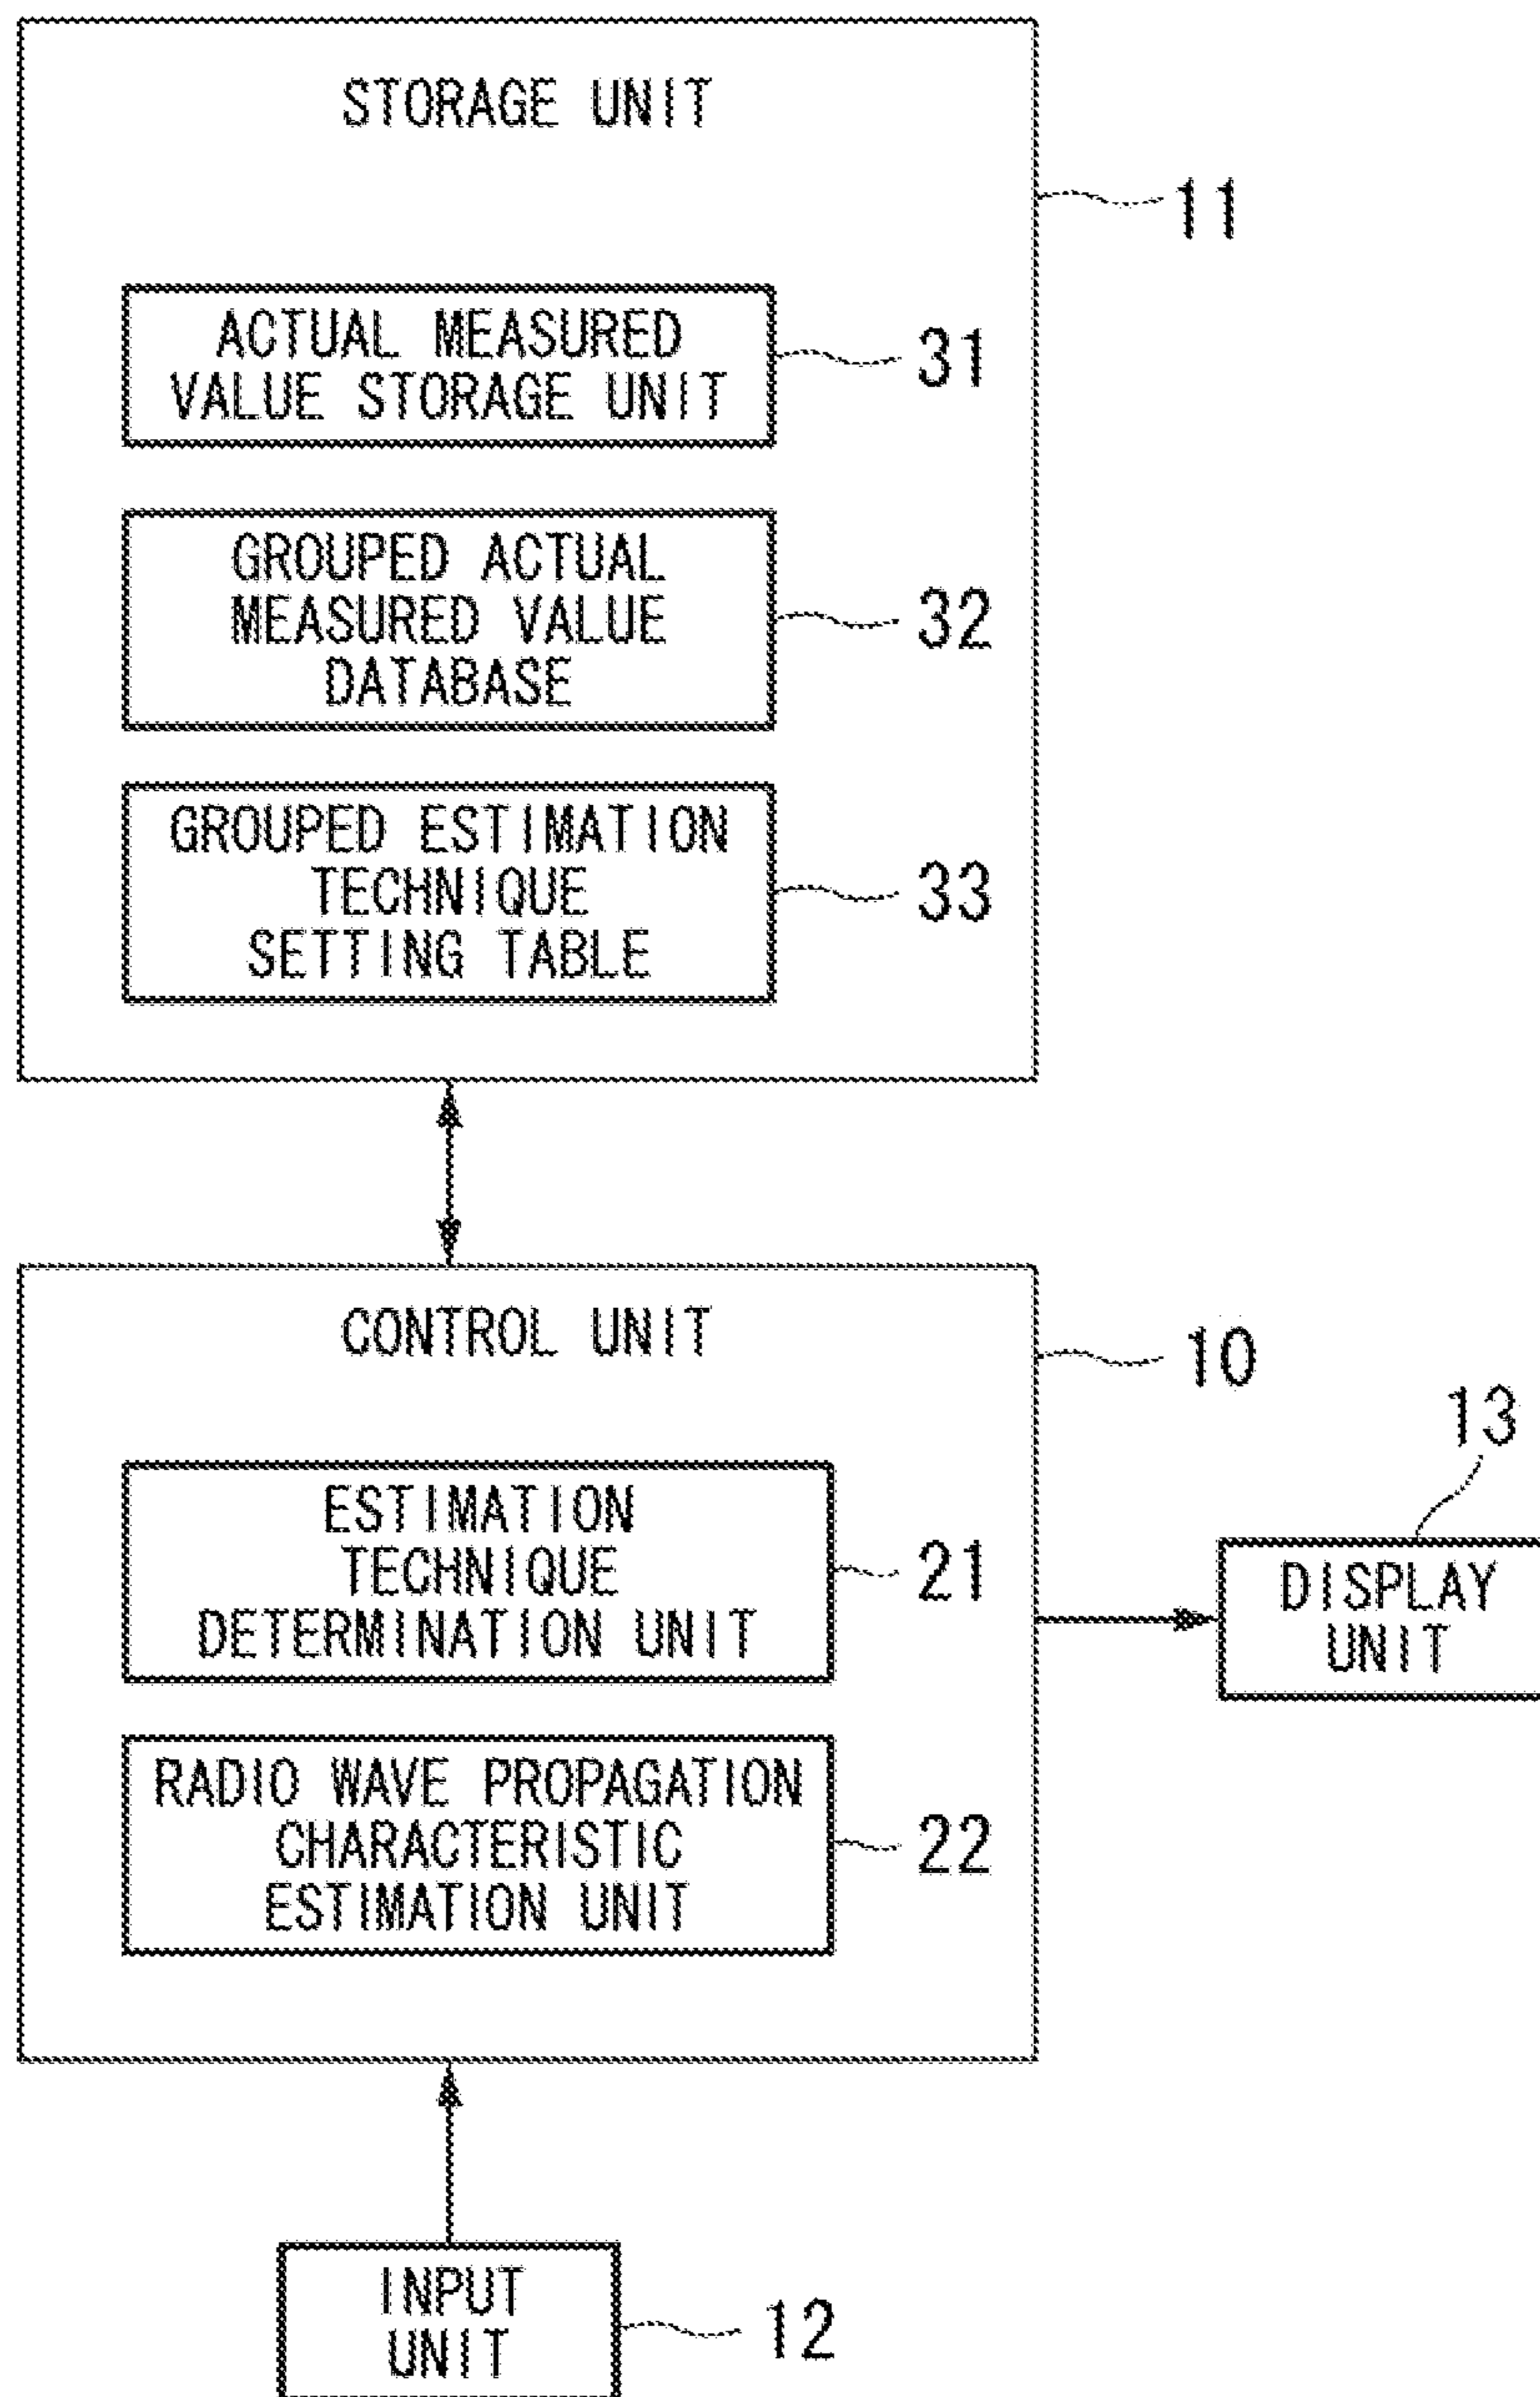 STORAGE UNIT
11
ACTUAL MEASURED
VALUE STORAGE UNIT
31
GROUPED ACTUAL
MEASURED VALUE
DATABASE
32
GROUPED ESTIMATION
TECHNIQUE
SETTING TABLE
33
CONTROL UNIT
10
ESTIMATION
TECHNIQUE
DETERMINATION UNIT
21
13
DISPLAY
UNIT
RADIO WAVE PROPAGATION
CHARACTERISTIC
ESTIMATION UNIT
22
INPUT
UNIT
12